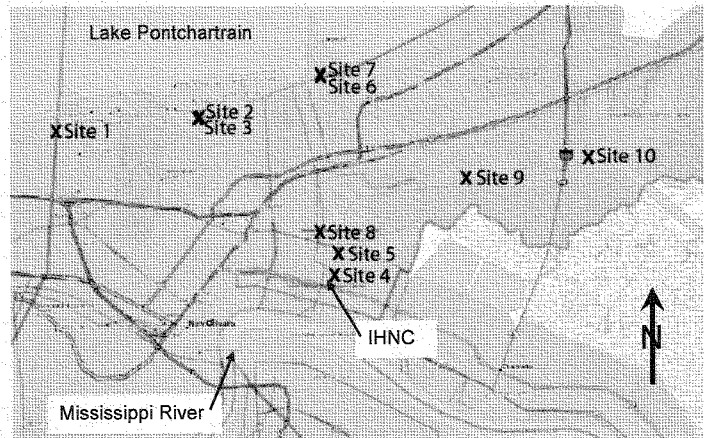 Lake Pontchartrain
X Site 7
Site 6
X Site 2
Site 3
X Site 1
X Site 10
X Site 9
X Site 8
X Site 5
X Site 4
IHNC
N
Mississippi River